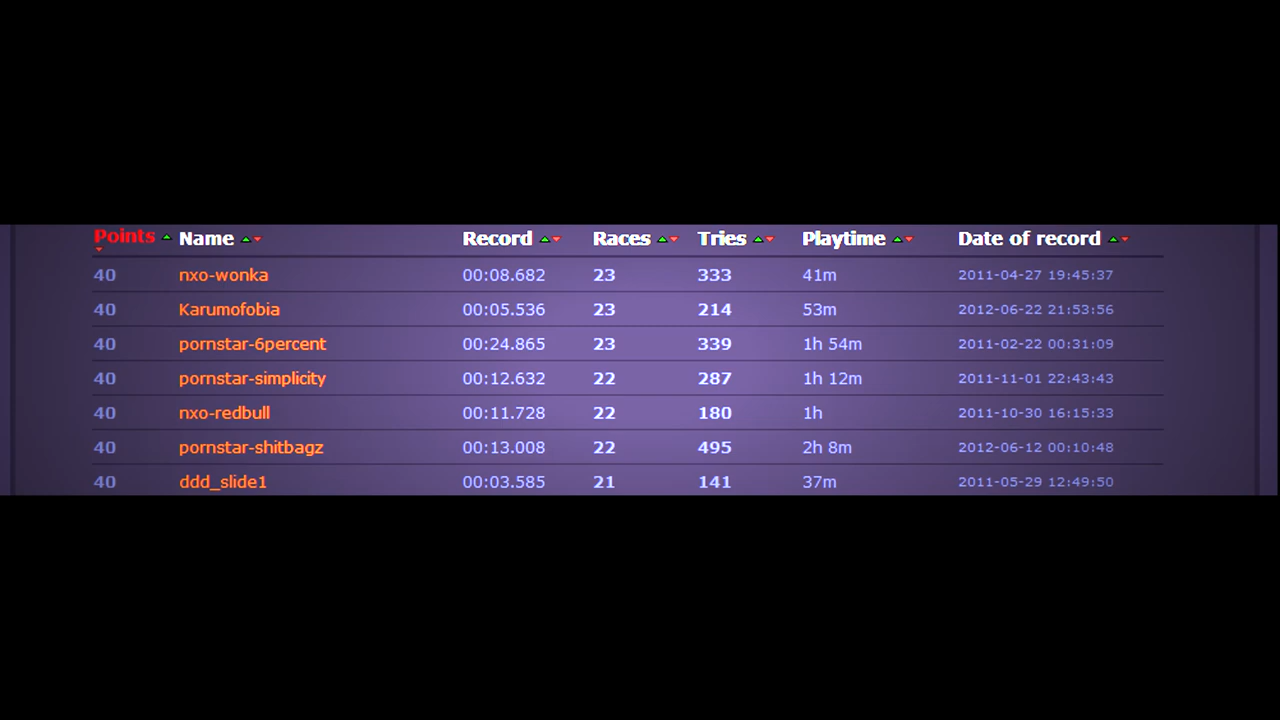 Points Name Record Races Tries Playtime Date of record
40 nxo-wonka 00:08.682 23 333 41m 2011-04-27 19:45:37
40 Karumofobia 00:05.536 23 214 53m 2012-06-22 21:53:56
40 pornstar-6percent 00:24.865 23 339 1h 54m 2011-02-22 00:31:09
40 pornstar-simplicity 00:12.632 22 287 1h 12m 2011-11-01 22:43:43
40 nxo-redbull 00:11.728 22 180 1h 2011-10-30 16:15:33
40 pornstar-shitbagz 00:13.008 22 495 2h 8m 2012-06-12 00:10:48
40 ddd_slide1 00:03.585 21 141 37m 2011-05-29 12:49:50